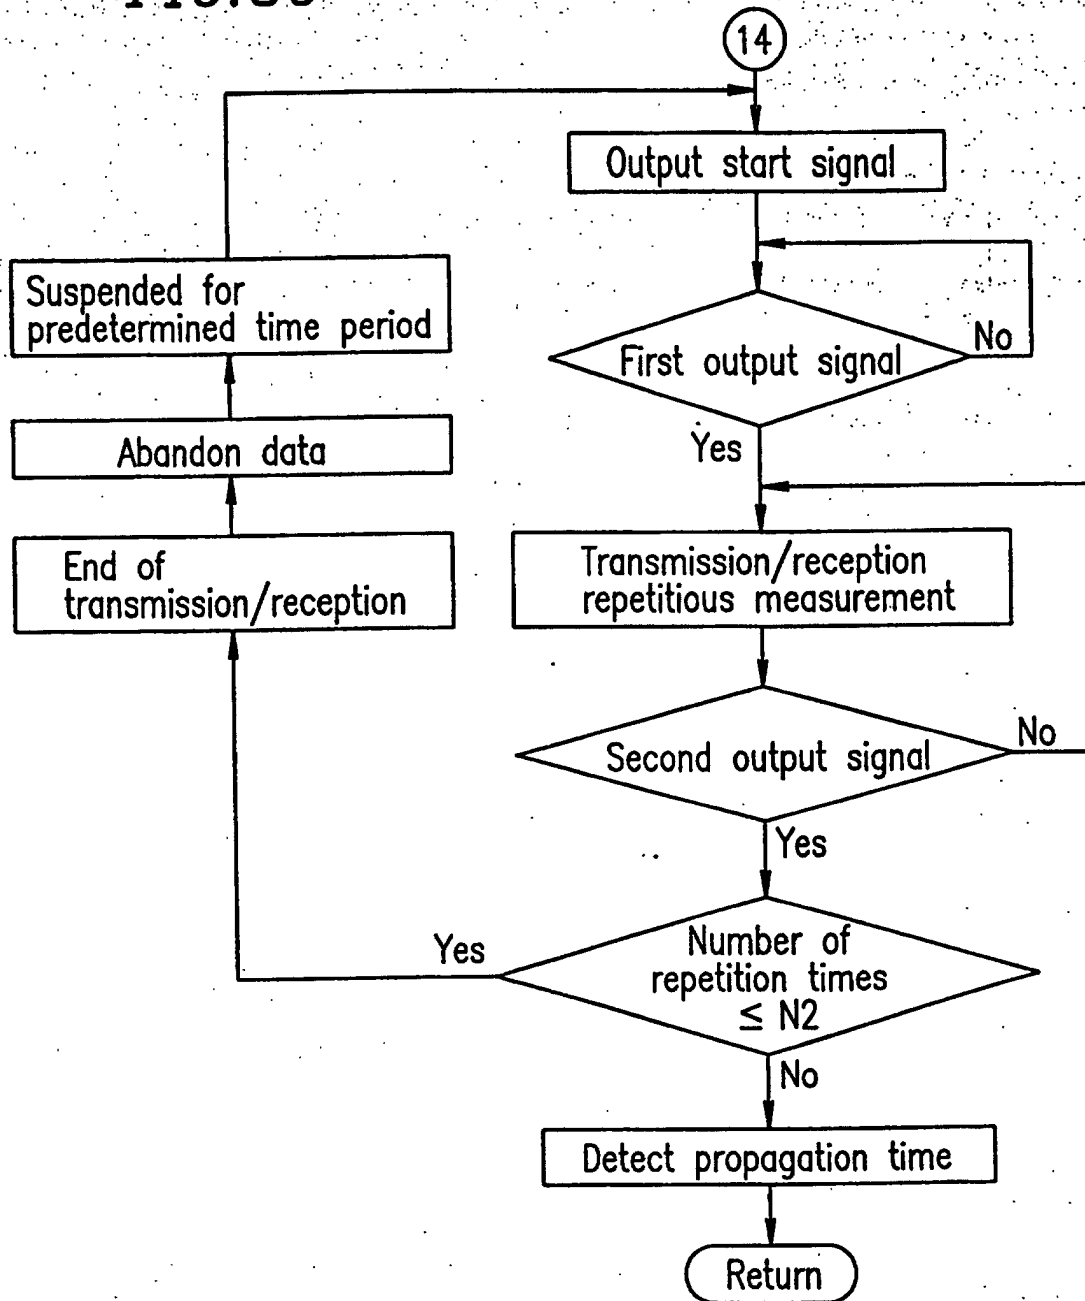 14
Output start signal
First output signal
No
Yes
Transmission/reception
repetitious measurement
Second output signal
No
Yes
Number of
repetition times
≤ N2
Yes
No
Detect propagation time
Return
End of
transmission/reception
Abandon data
Suspended for
predetermined time period